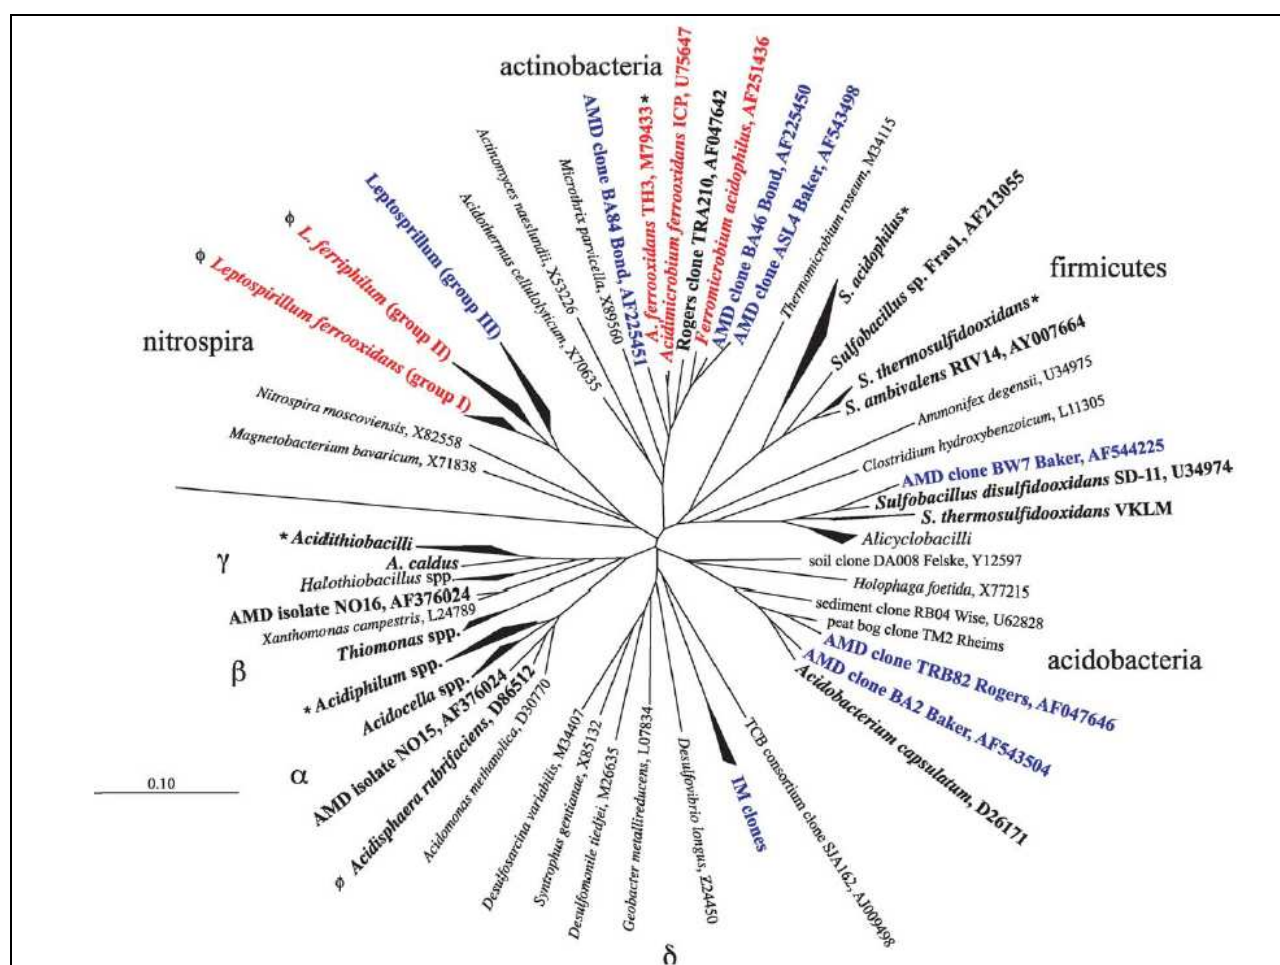 actinobacteria
nitrospira
firmicutes
acidobacteria
γ
β
α
δ
0.10
Magnetobacterium bavaricum, X71838
Nitrospira moscoviensis, X82558
ϕ Leptospirillum ferrooxidans (group I)
ϕ L. ferriphilum (group II)
Leptosprillum (group III)
Acidothermus cellulolyticum, X70635
Actinomyces naeslundii, X53226
Microthrix parvicella, X89560
AMD clone BA84 Bond, AF225451
A. ferrooxidans TH3, M79433*
Acidimicrobium ferrooxidans ICP, U75647
Rogers clone TRA210, AF047642
Ferromicrobium acidophilus, AF251436
AMD clone BA46 Bond, AF225450
AMD clone ASL4 Baker, AF543498
Thermomicrobium roseum, M34115
S. acidophilus*
Sulfobacillus sp. Fras1, AF213055
S. thermosulfidooxidans*
S. ambivalens RIV14, AY007664
Ammonifex degensii, U34975
Clostridium hydroxybenzoicum, L11305
AMD clone BW7 Baker, AF544225
Sulfobacillus disulfidooxidans SD-11, U34974
S. thermosulfidooxidans VKLM
Alicyclobacilli
soil clone DA008 Felske, Y12597
Holophaga foetida, X77215
sediment clone RB04 Wise, U62828
peat bog clone TM2 Rheims
AMD clone TRB82 Rogers, AF047646
AMD clone BA2 Baker, AF543504
Acidobacterium capsulatum, D26171
TCB consortium clone SJA162, AJ009498
IM clones
Desulfovibrio longus, Z24450
Geobacter metallireducens, L07834
Desulfomonile tiedjei, M26635
Syntrophus gentianae, X85132
Desulfosarcina variabilis, M34407
Acidomonas methanolica, D30770
ø Acidisphaera rubrifaciens, D86512
AMD isolate NO15, AF376024
Acidocella spp.
* Acidiphilum spp.
Thiomonas spp.
Xanthomonas campestris, L24789
AMD isolate NO16, AF376024
Halothiobacillus spp.
A. caldus
* Acidithiobacilli